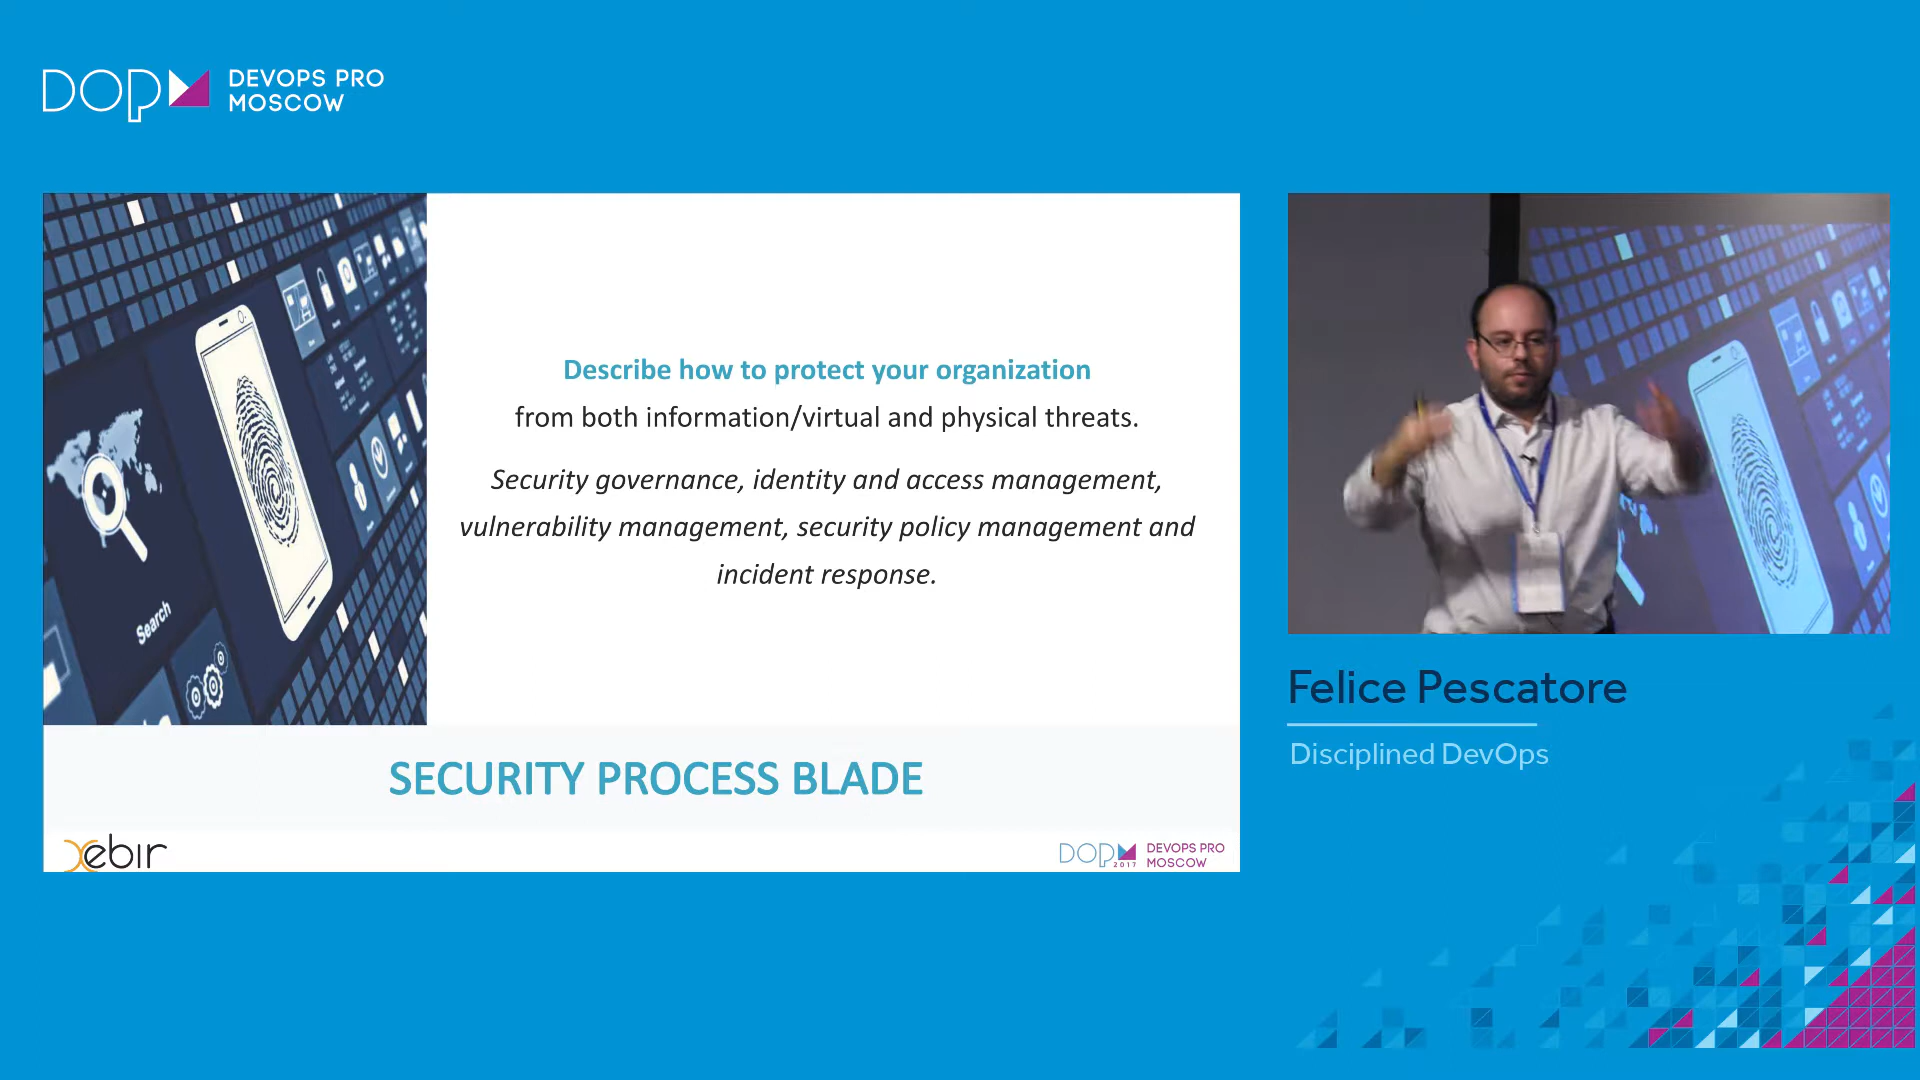 DOP DEVOPS PRO
MOSCOW
Search
Describe how to protect your organization
from both information/virtual and physical threats.
Security governance, identity and access management,
vulnerability management, security policy management and
incident response.
SECURITY PROCESS BLADE
xebir
DOP 2017 DEVOPS PRO
MOSCOW
Felice Pescatore
Disciplined DevOps